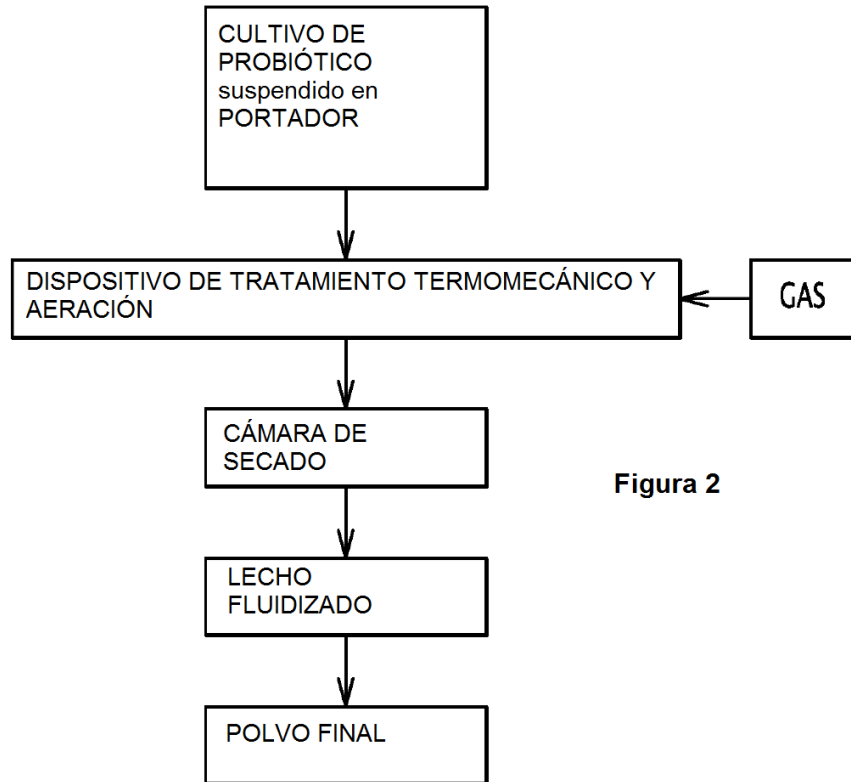 CULTIVO DE
PROBIÓTICO
suspendido en
PORTADOR
DISPOSITIVO DE TRATAMIENTO TERMOMECÁNICO Y
AERACIÓN
GAS
CÁMARA DE
SECADO
Figura 2
LECHO
FLUIDIZADO
POLVO FINAL